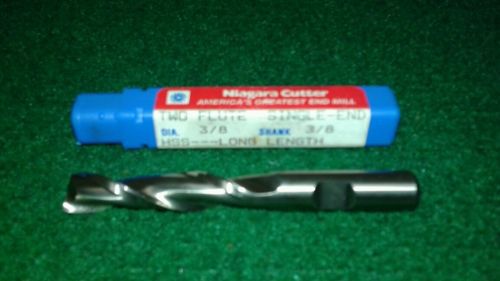 Niagara Cutter
AMERICA'S GREATEST END MILL
TWO FLUTE SINGLE-END
DIA. 3/8 SHANK 3/8
HSS---LONG LENGTH